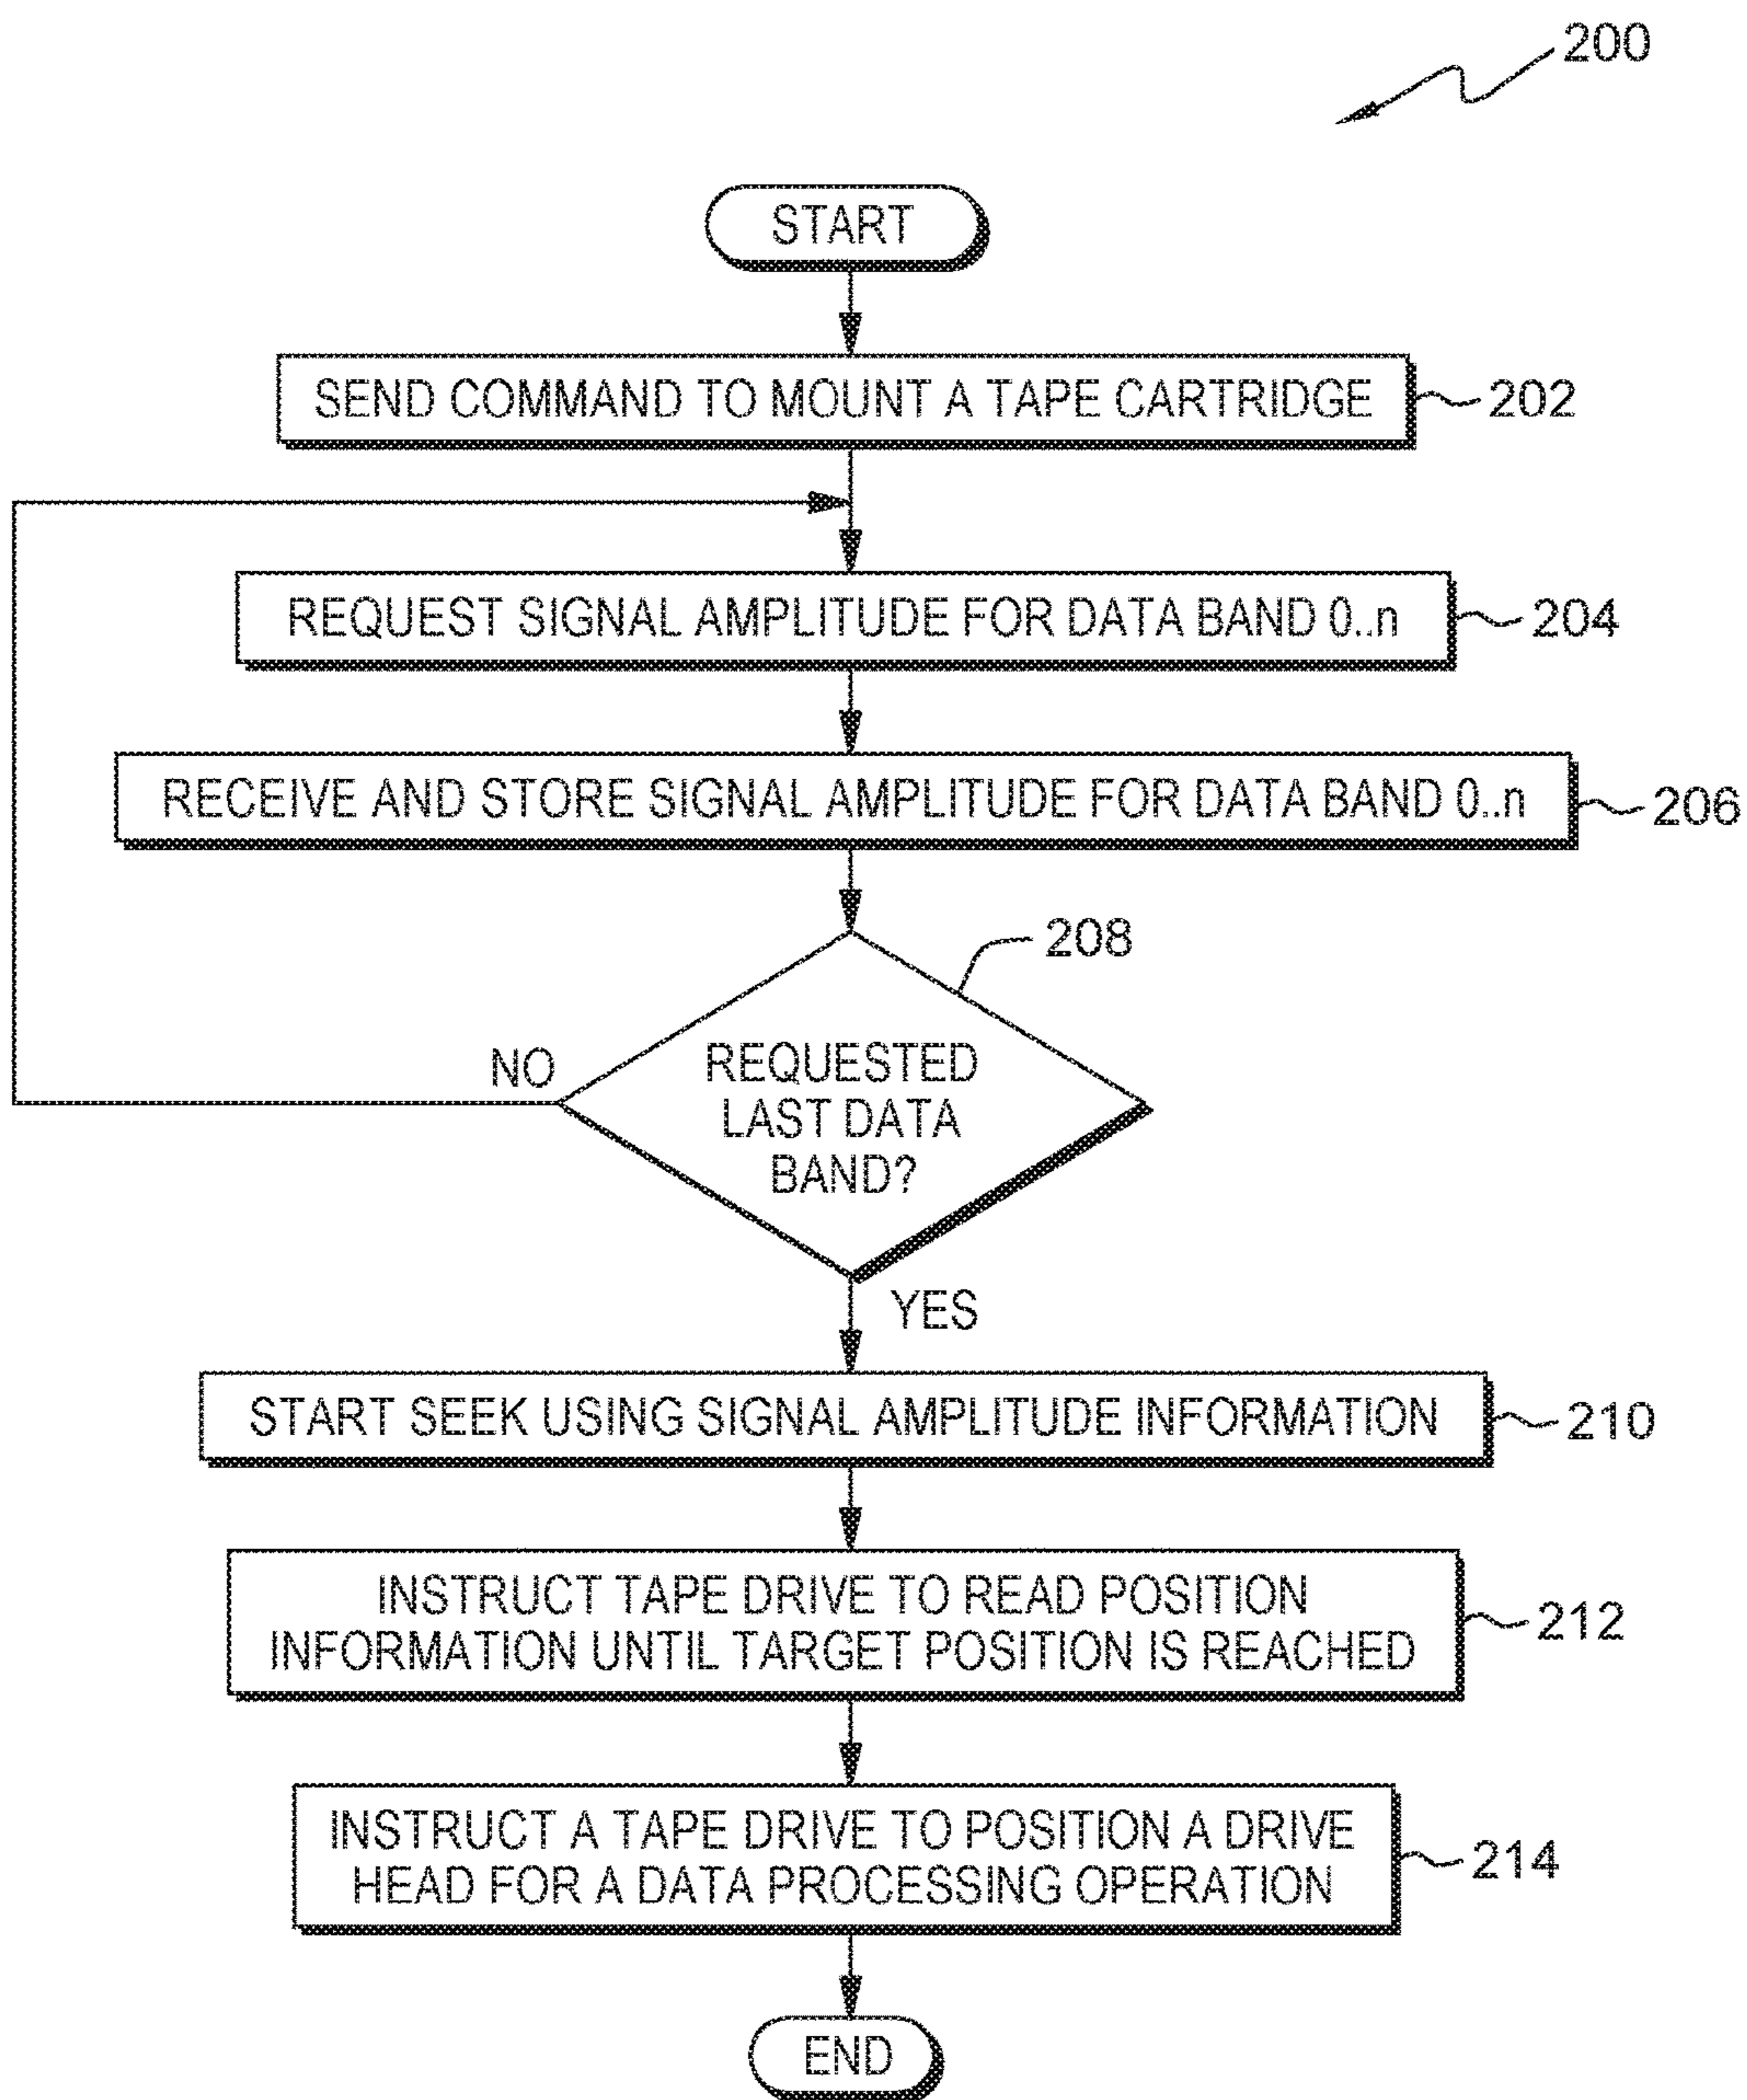 200
START
SEND COMMAND TO MOUNT A TAPE CARTRIDGE
202
REQUEST SIGNAL AMPLITUDE FOR DATA BAND 0..n
204
RECEIVE AND STORE SIGNAL AMPLITUDE FOR DATA BAND 0..n
206
208
NO
REQUESTED
LAST DATA
BAND?
YES
START SEEK USING SIGNAL AMPLITUDE INFORMATION
210
INSTRUCT TAPE DRIVE TO READ POSITION
INFORMATION UNTIL TARGET POSITION IS REACHED
212
INSTRUCT A TAPE DRIVE TO POSITION A DRIVE
HEAD FOR A DATA PROCESSING OPERATION
214
END